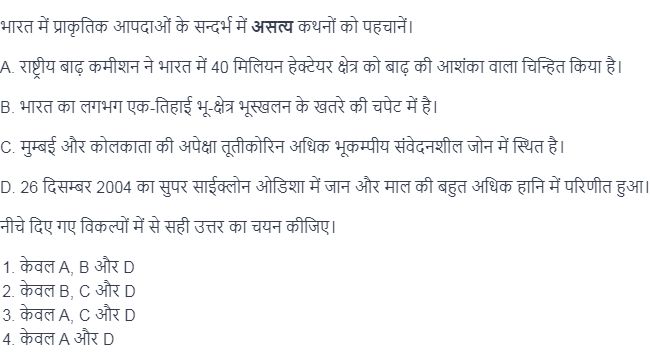 भारत में प्राकृतिक आपदाओं के सन्दर्भ में असत्य कथनों को पहचानें।
A. राष्ट्रीय बाढ़ कमीशन ने भारत में 40 मिलियन हेक्टेयर क्षेत्र को बाढ़ की आशंका वाला चिन्हित किया है।
B. भारत का लगभग एक-तिहाई भू-क्षेत्र भूस्खलन के खतरे की चपेट में है।
C. मुम्बई और कोलकाता की अपेक्षा तूतीकोरिन अधिक भूकम्पीय संवेदनशील जोन में स्थित है।
D. 26 दिसम्बर 2004 का सुपर साईक्लोन ओडिशा में जान और माल की बहुत अधिक हानि में परिणीत हुआ।
नीचे दिए गए विकल्पों में से सही उत्तर का चयन कीजिए।
1. केवल A, B और D
2. केवल B, C और D
3. केवल A, C और D
4. केवल A और D